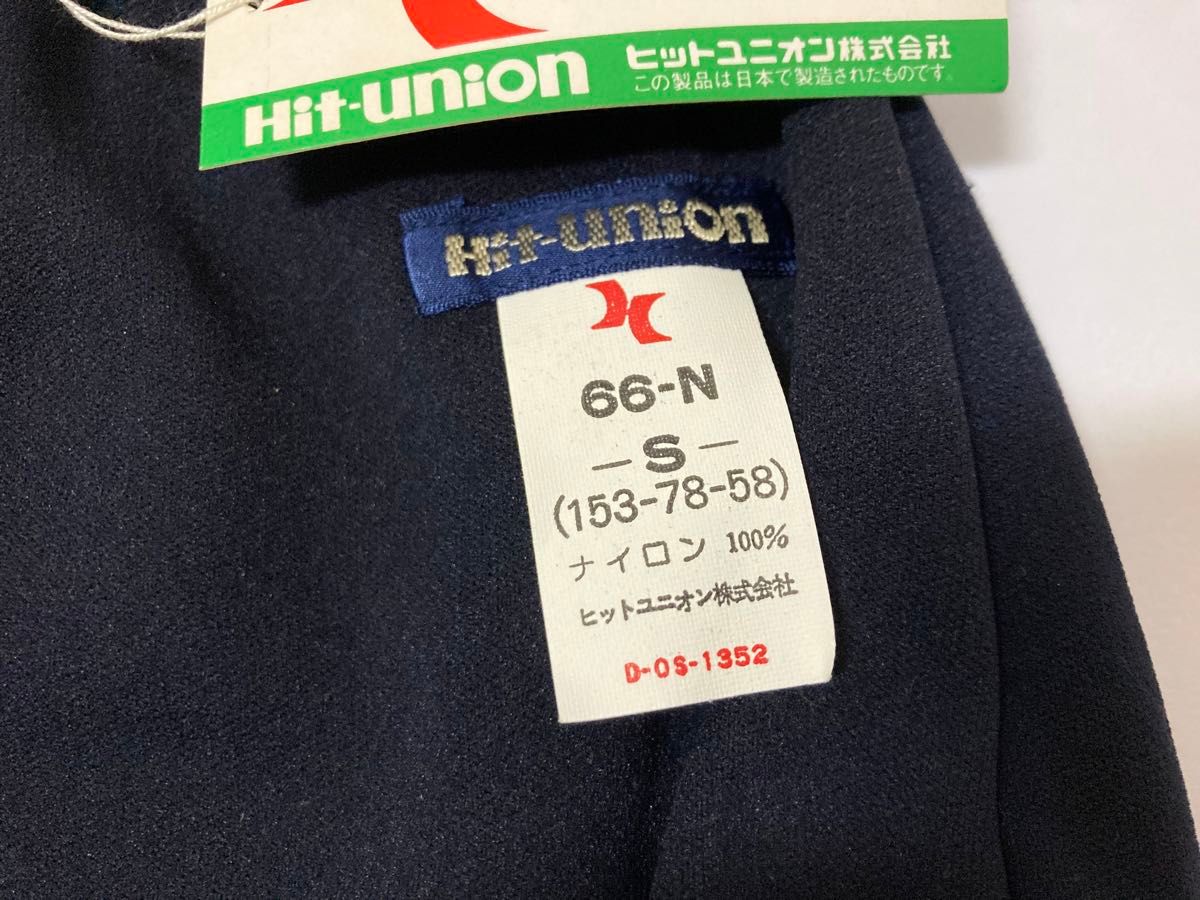 Hit-union
ヒットユニオン株式会社
この製品は日本で製造されたものです。
Hit-union
66-N
-S-
(153-78-58)
ナイロン 100%
ヒットユニオン株式会社
D-OS-1352